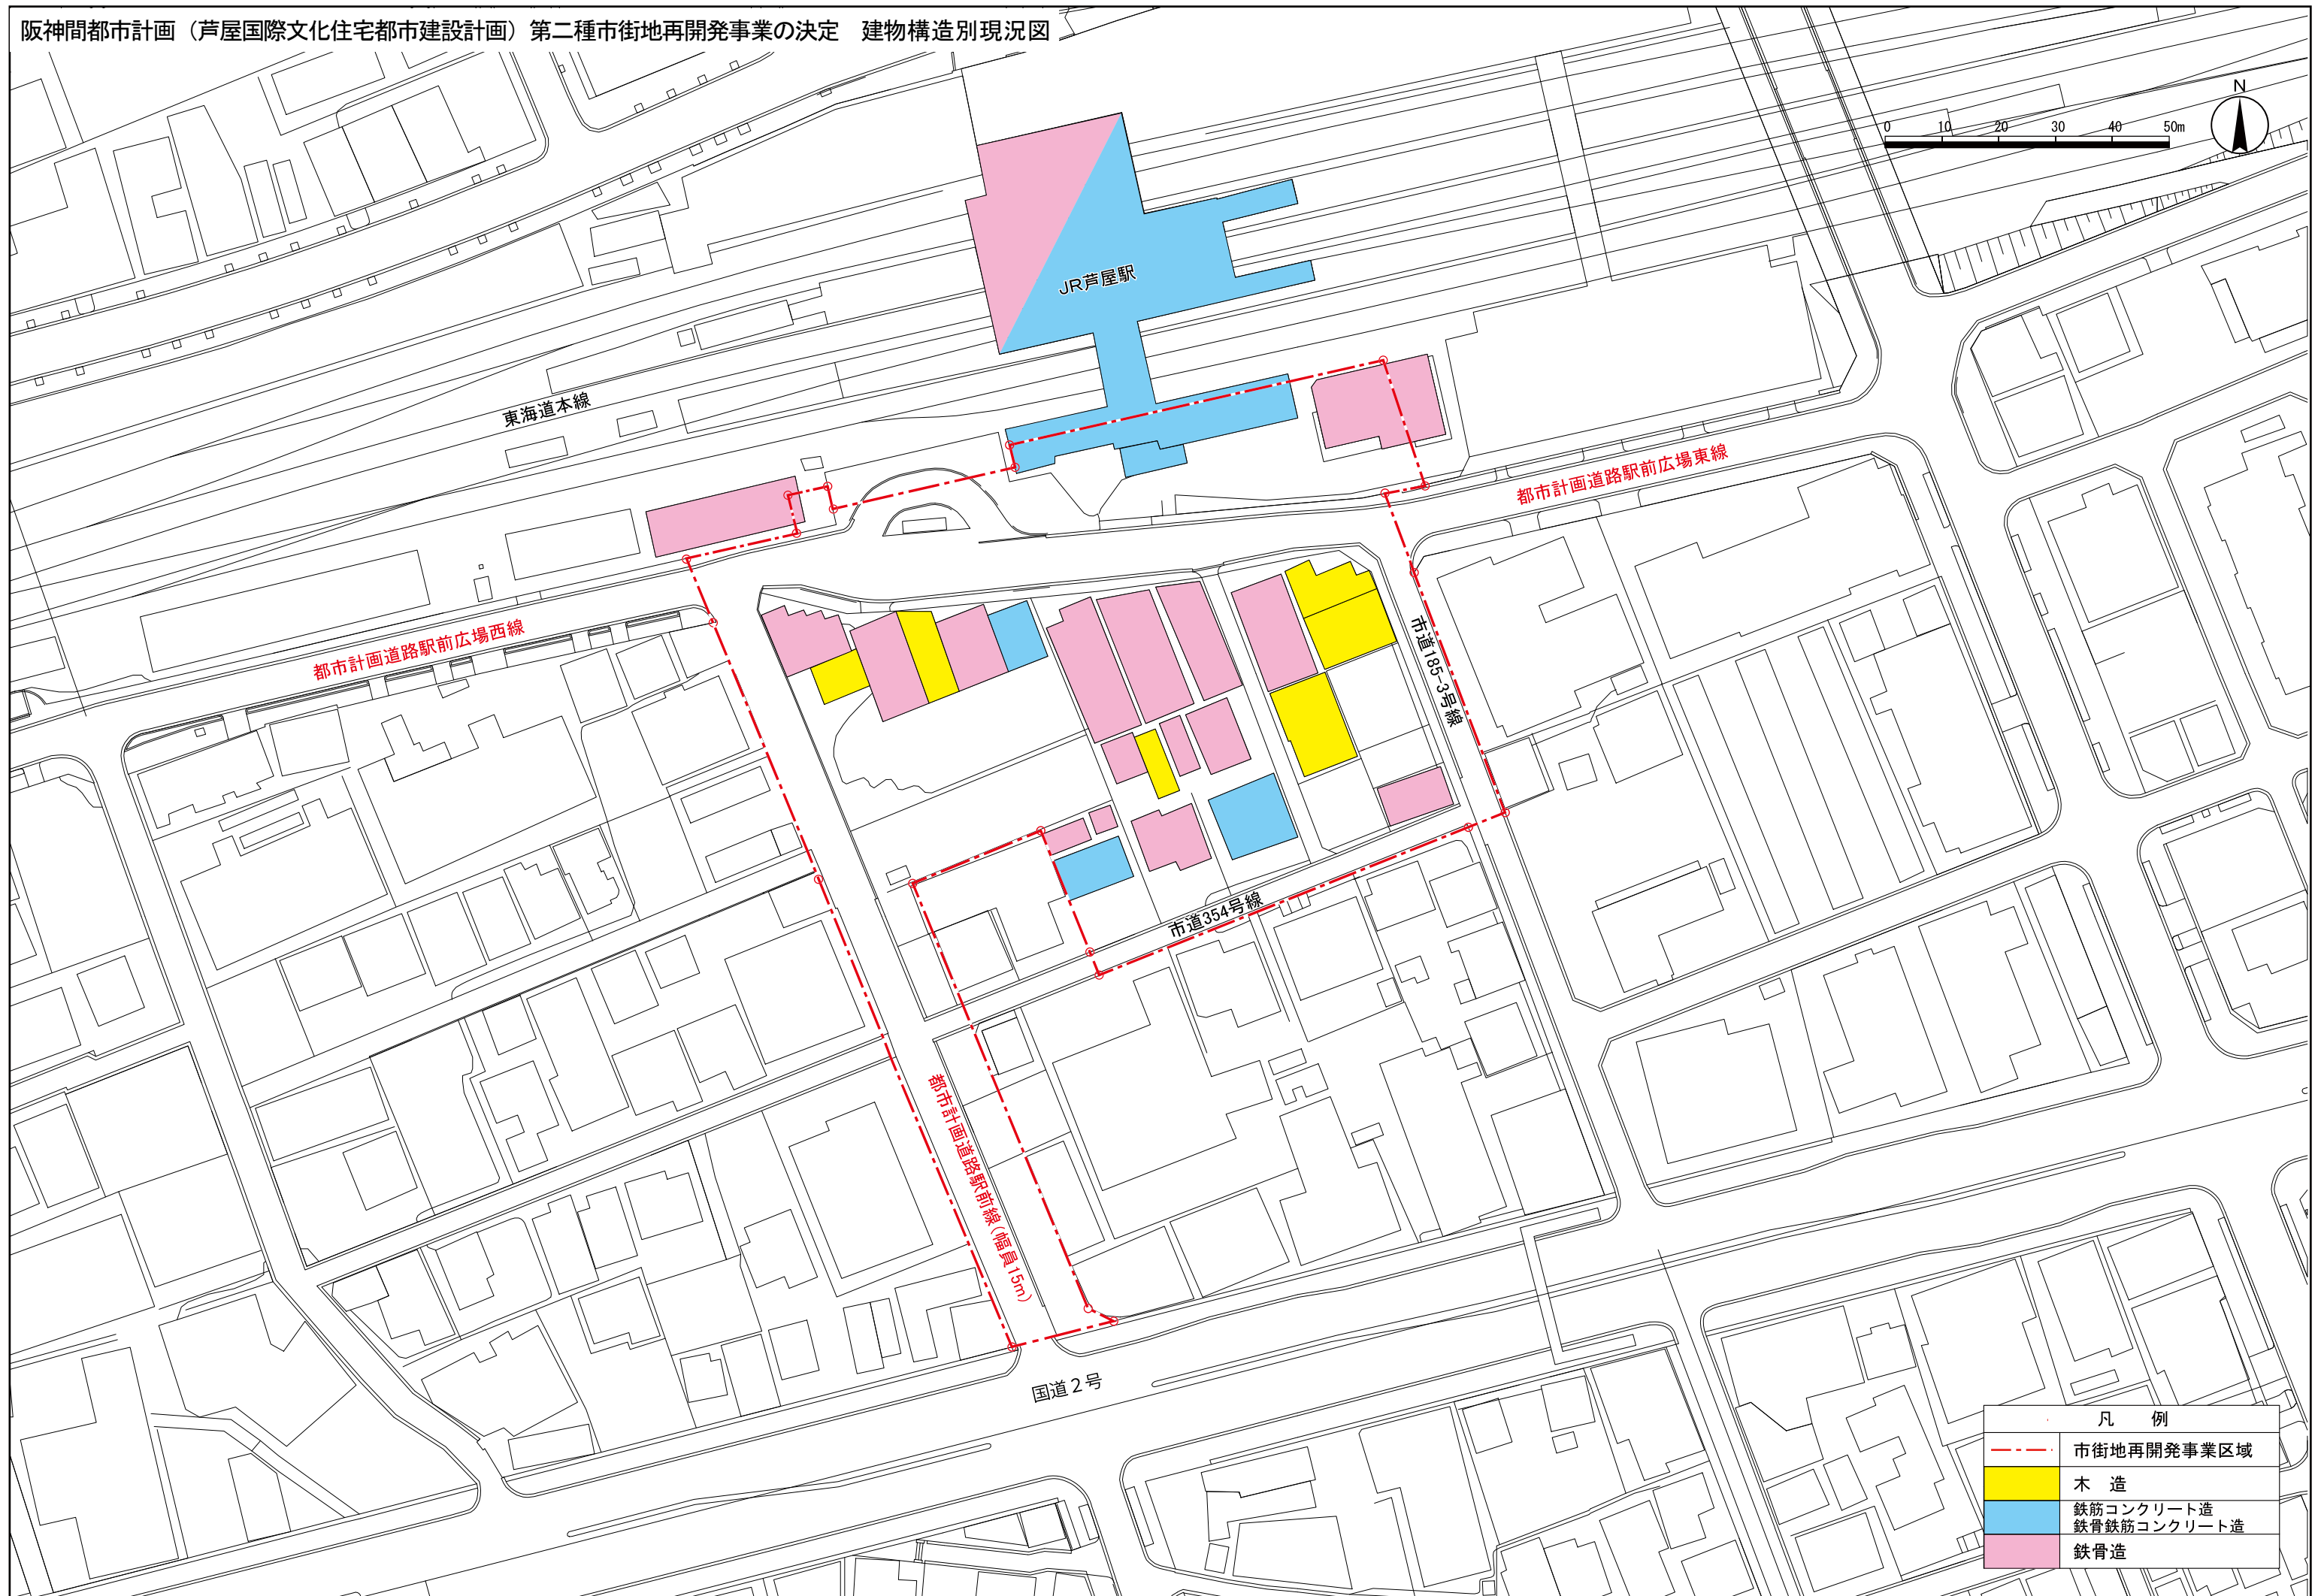 阪神間都市計画（芦屋国際文化住宅都市建設計画）第二種市街地再開発事業の決定　建物構造別現況図
N
0 10 20 30 40 50m
JR芦屋駅
東海道本線
都市計画道路駅前広場東線
都市計画道路駅前広場西線
市道185-3号線
市道354号線
都市計画道路駅前線（幅員15m）
国道２号
凡　例
市街地再開発事業区域
木　造
鉄筋コンクリート造
鉄骨鉄筋コンクリート造
鉄骨造